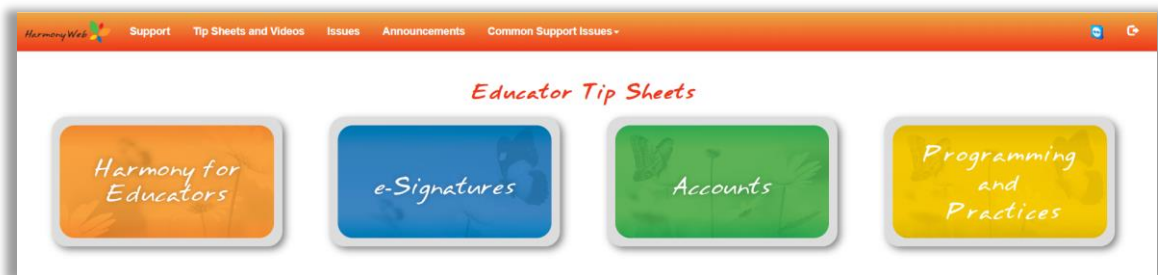 HarmonyWeb Support Tip Sheets and Videos Issues Announcements Common Support Issues
Educator Tip Sheets
Harmony for
Educators
e-Signatures
Accounts
Programming
and
Practices